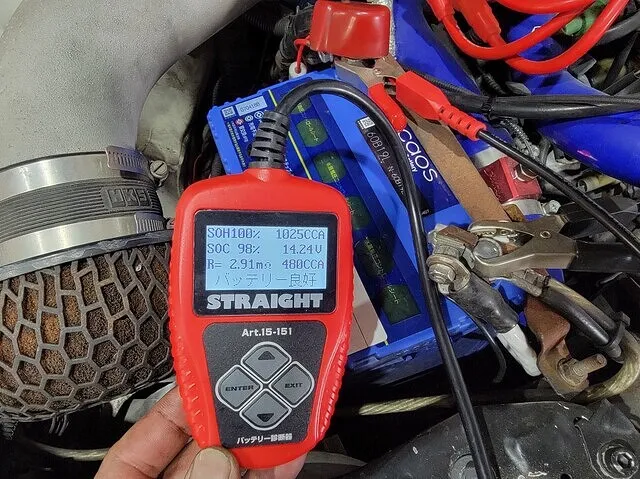 SOH100% 1025CCA
SOC 98% 14.24V
R= 2.91mΩ 480CCA
バッテリー良好
STRAIGHT
Art.15-151
ENTER
EXIT
バッテリー診断器
60B19L
caos
HKS